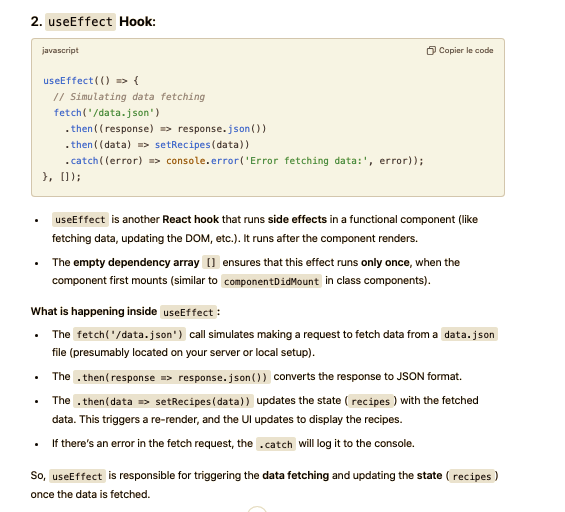 2. useEffect Hook:
javascript
Copier le code
useEffect(() => {
  // Simulating data fetching
  fetch('/data.json')
    .then((response) => response.json())
    .then((data) => setRecipes(data))
    .catch((error) => console.error('Error fetching data:', error));
}, []);
• useEffect is another React hook that runs side effects in a functional component (like
fetching data, updating the DOM, etc.). It runs after the component renders.
• The empty dependency array [] ensures that this effect runs only once, when the
component first mounts (similar to componentDidMount in class components).
What is happening inside useEffect:
• The fetch('/data.json') call simulates making a request to fetch data from a data.json
file (presumably located on your server or local setup).
• The .then(response => response.json()) converts the response to JSON format.
• The .then(data => setRecipes(data)) updates the state (recipes) with the fetched
data. This triggers a re-render, and the UI updates to display the recipes.
• If there's an error in the fetch request, the .catch will log it to the console.
So, useEffect is responsible for triggering the data fetching and updating the state (recipes)
once the data is fetched.